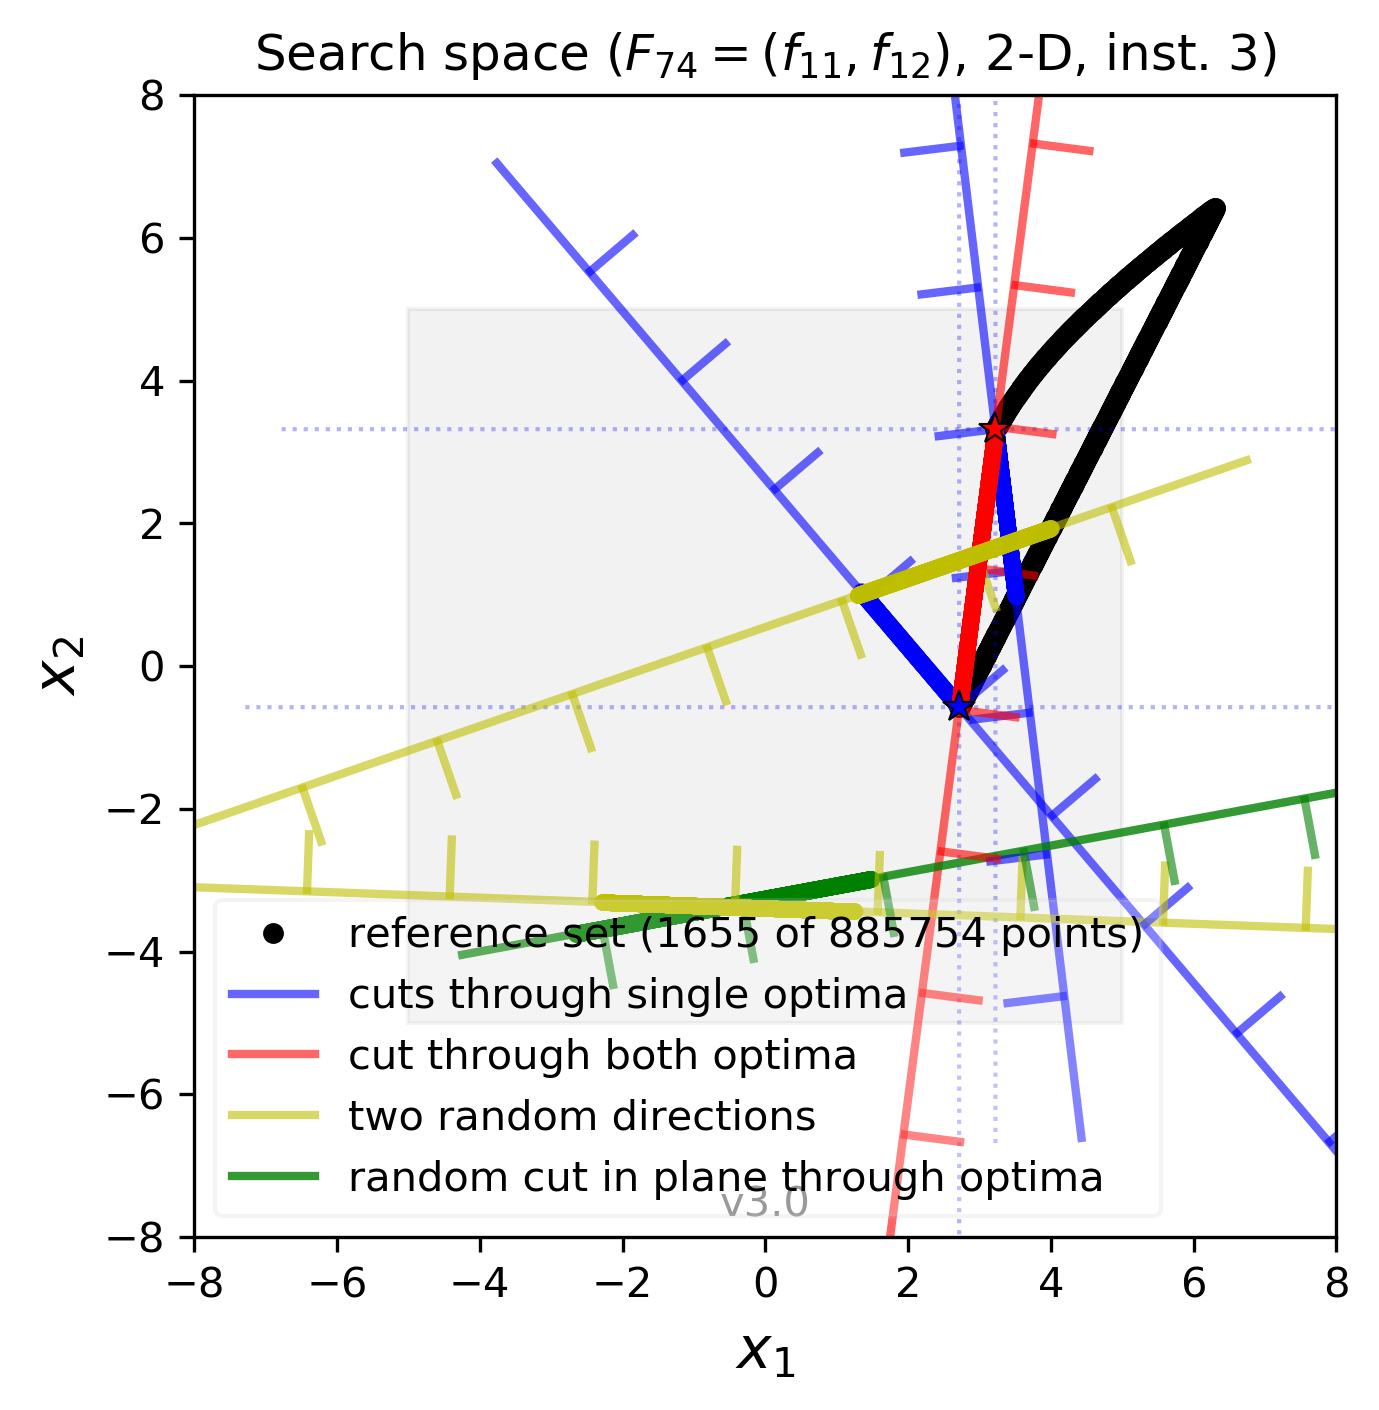 Search space (F₇₄ = (f₁₁, f₁₂), 2-D, inst. 3)
8
6
4
2
0
−2
−4
−6
−8
x₂
reference set (1655 of 885754 points)
cuts through single optima
cut through both optima
two random directions
random cut in plane through optima
v3.0
−8 −6 −4 −2 0 2 4 6 8
x₁